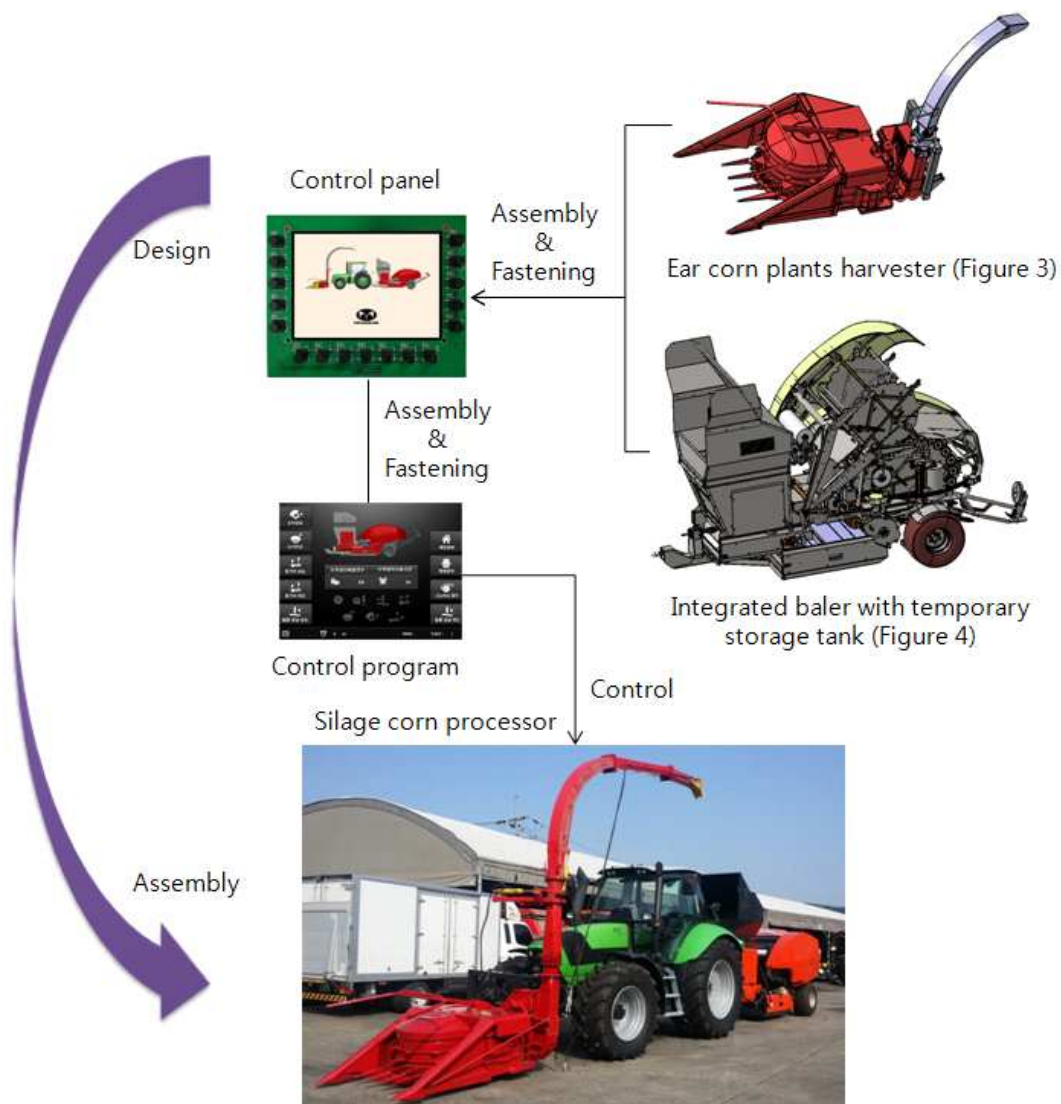 Control panel
Design
Assembly
&
Fastening
Ear corn plants harvester (Figure 3)
Assembly
&
Fastening
Integrated baler with temporary
storage tank (Figure 4)
Control program
Control
Silage corn processor
Assembly